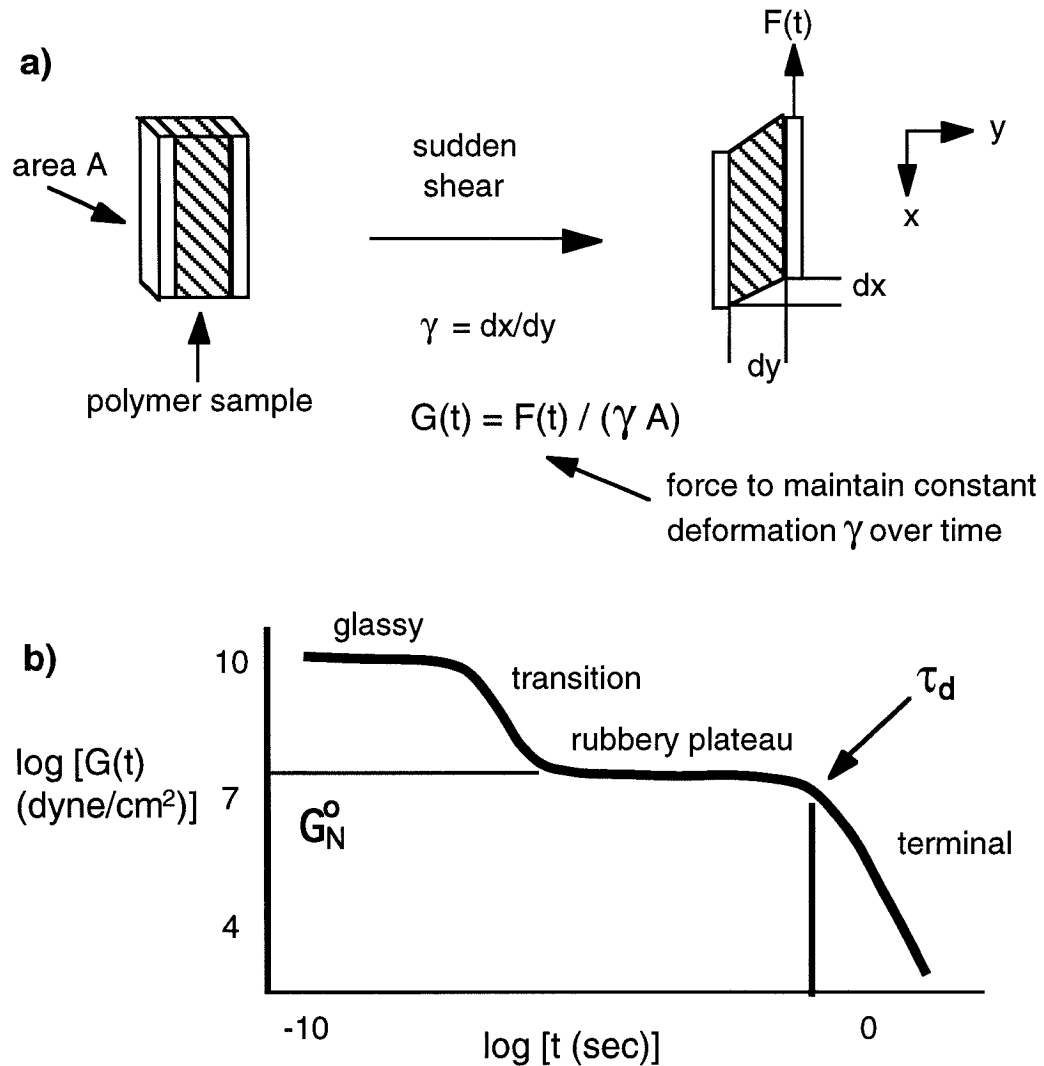 a)
F(t)
area A
sudden
shear
y
x
dx
γ = dx/dy
dy
polymer sample
G(t) = F(t) / (γ A)
force to maintain constant
deformation γ over time
b)
glassy
10
transition
τd
rubbery plateau
log [G(t)
(dyne/cm²)]
7
G°N
terminal
4
-10
0
log [t (sec)]